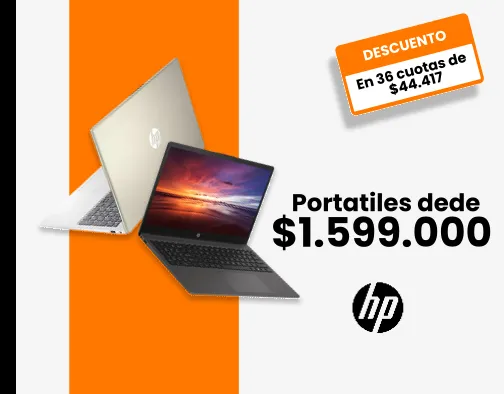 DESCUENTO
En 36 cuotas de
$44.417
Portatiles dede
$1.599.000
hp